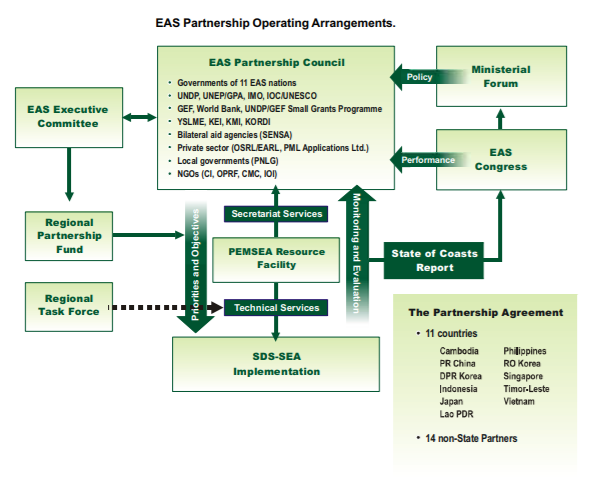 EAS Partnership Operating Arrangements.
EAS Partnership Council
• Governments of 11 EAS nations
• UNDP, UNEP/GPA, IMO, IOC/UNESCO
• GEF, World Bank, UNDP/GEF Small Grants Programme
• YSLME, KEI, KMI, KORDI
• Bilateral aid agencies (SENSA)
• Private sector (OSRL/EARL, PML Applications Ltd.)
• Local governments (PNLG)
• NGOs (CI, OPRF, CMC, IOI)
Policy
Ministerial
Forum
EAS Executive
Committee
Performance
EAS
Congress
Regional
Partnership
Fund
Priorities and Objectives
Secretariat Services
PEMSEA Resource
Facility
Monitoring and Evaluation
State of Coasts
Report
Regional
Task Force
Technical Services
SDS-SEA
Implementation
The Partnership Agreement
• 11 countries
Cambodia
PR China
DPR Korea
Indonesia
Japan
Lao PDR
Philippines
RO Korea
Singapore
Timor-Leste
Vietnam
• 14 non-State Partners